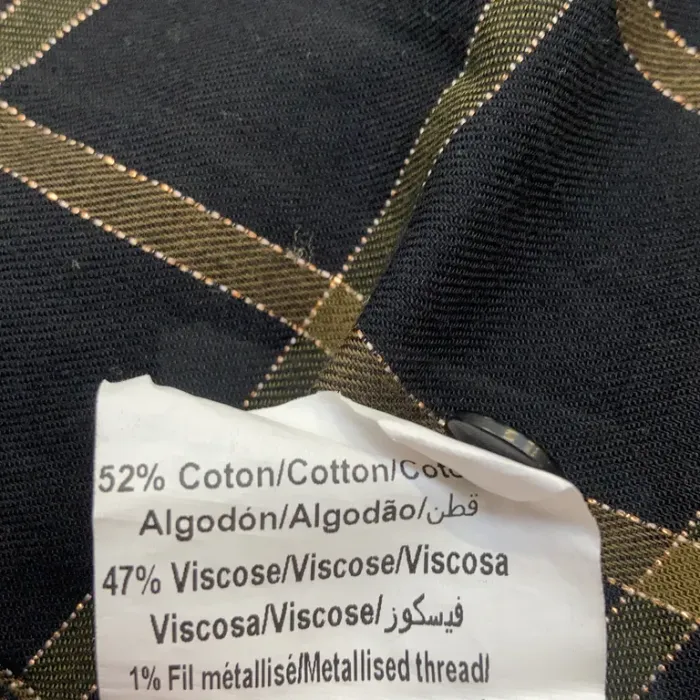 52% Coton/Cotton/
Algodón/Algodão/قطن
47% Viscose/Viscose/Viscosa
Viscosa/Viscose/فيسكوز
1% Fil métallisé/Metallised thread/